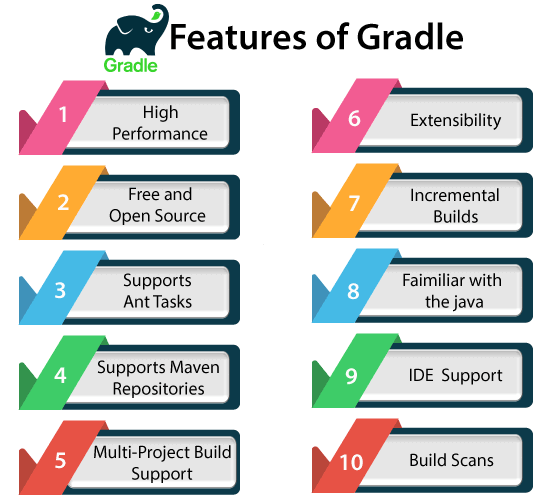 Features of Gradle
Gradle
1
High
Performance
2
Free and
Open Source
3
Supports
Ant Tasks
4
Supports Maven
Repositories
5
Multi-Project Build
Support
6
Extensibility
7
Incremental
Builds
8
Faimiliar with
the java
9
IDE Support
10
Build Scans